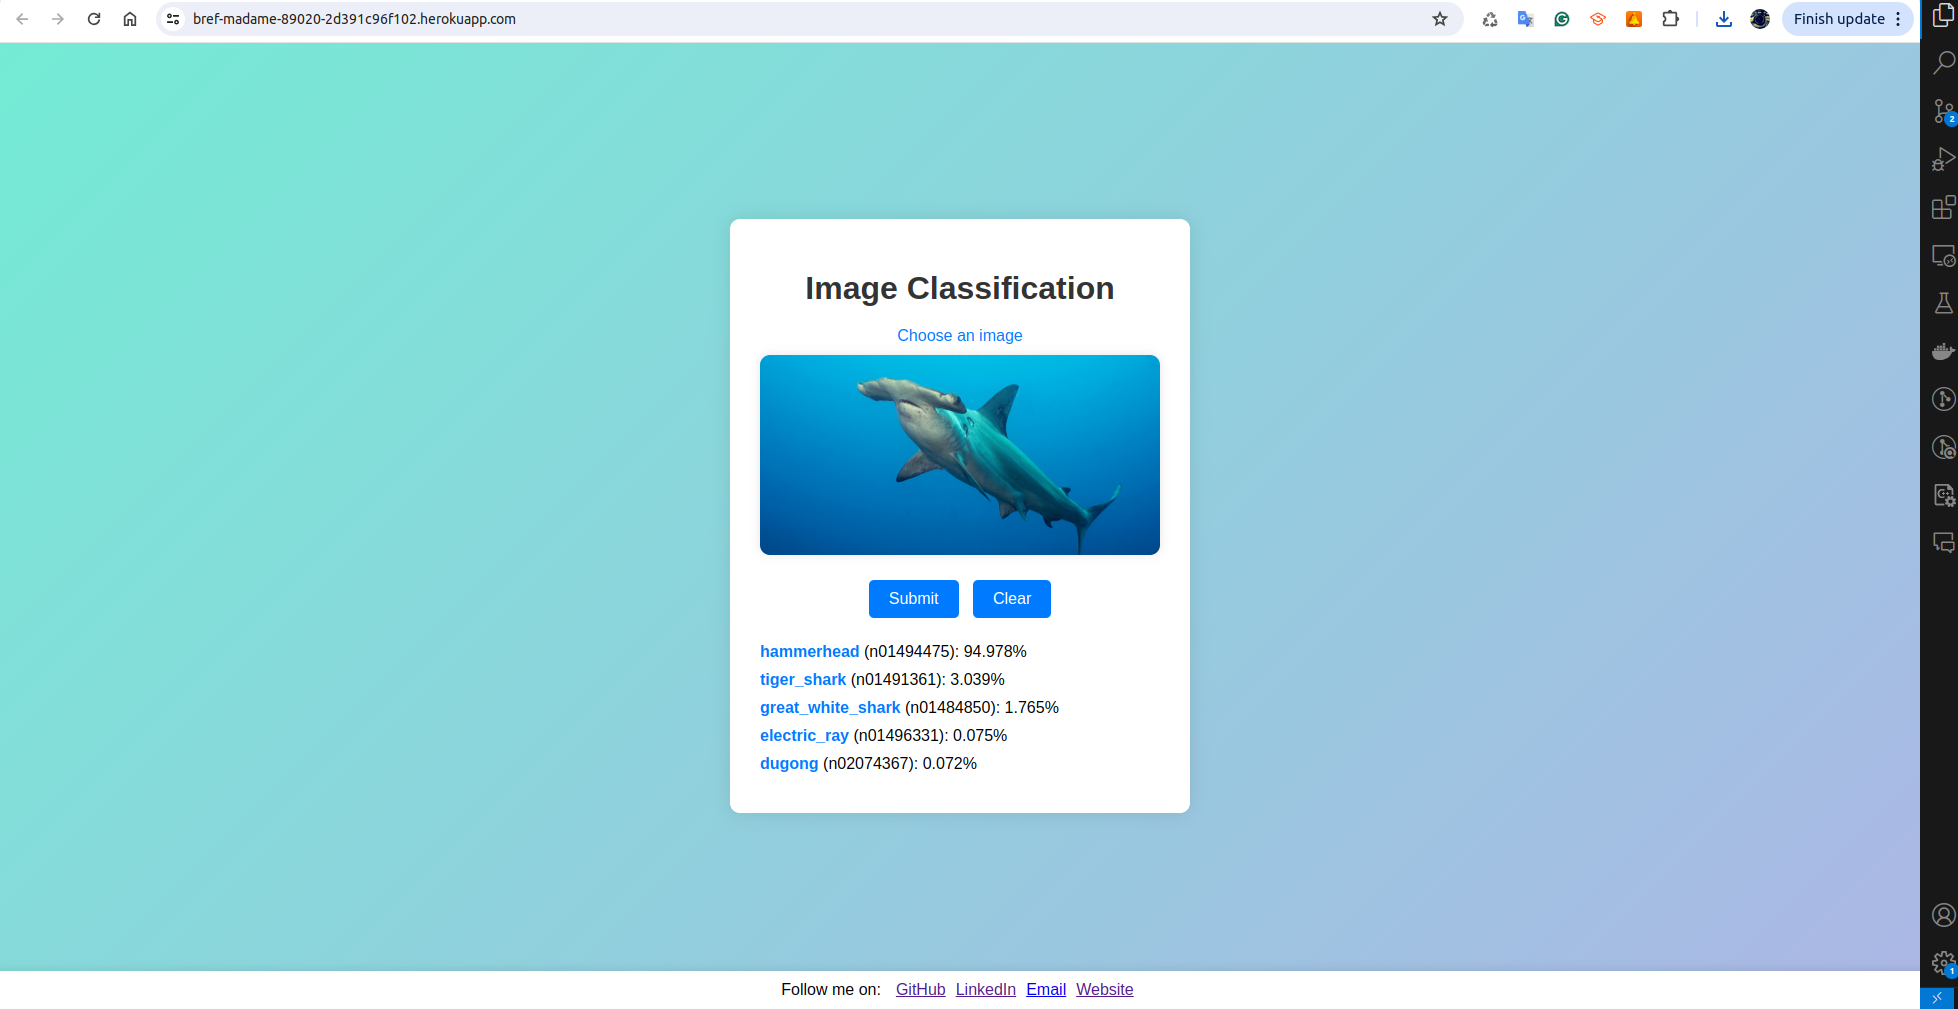 bref-madame-89020-2d391c96f102.herokuapp.com
Finish update
Image Classification
Choose an image
Submit Clear
hammerhead (n01494475): 94.978%
tiger_shark (n01491361): 3.039%
great_white_shark (n01484850): 1.765%
electric_ray (n01496331): 0.075%
dugong (n02074367): 0.072%
Follow me on: GitHub LinkedIn Email Website
2
1